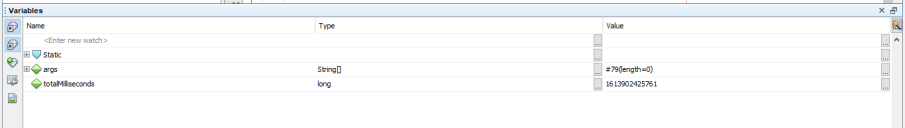 Variables
Name Type Value
<Enter new watch> ... ...
Static ... ...
args String[] ... #79(length=0) ...
totalMilliseconds long ... 1613902425761 ...